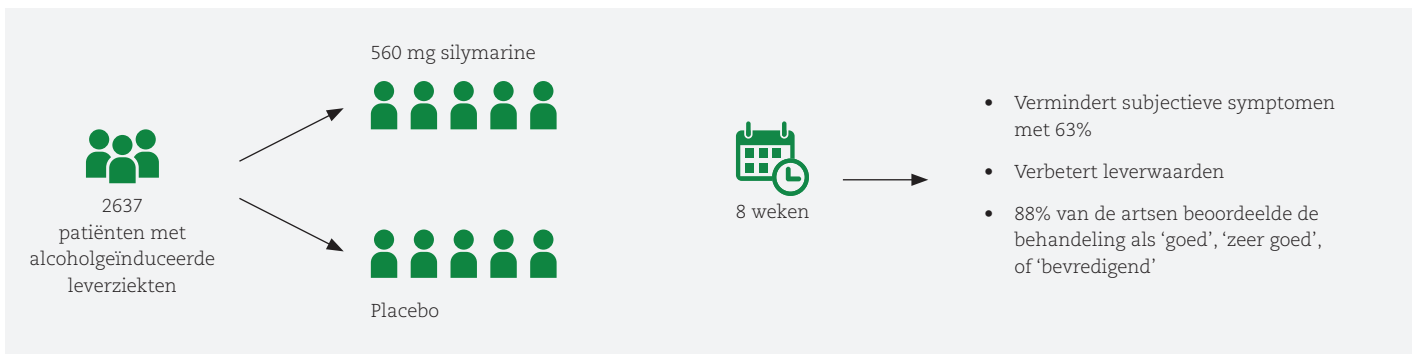 2637
patiënten met
alcoholgeïnduceerde
leverziekten
560 mg silymarine
Placebo
8 weken
• Vermindert subjectieve symptomen
met 63%
• Verbetert leverwaarden
• 88% van de artsen beoordeelde de
behandeling als ‘goed’, ‘zeer goed’,
of ‘bevredigend’